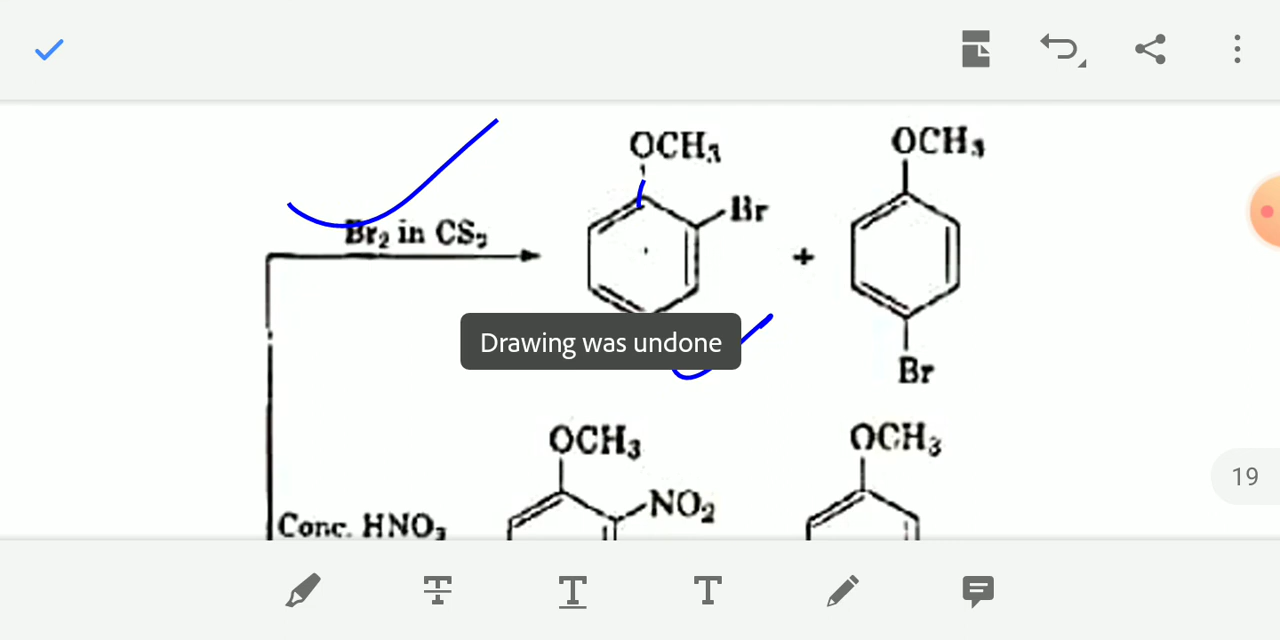 OCH3
OCH3
Br
Br2 in CS2
+
Drawing was undone
Br
OCH3
OCH3
19
NO2
Conc. HNO3
T
T
T